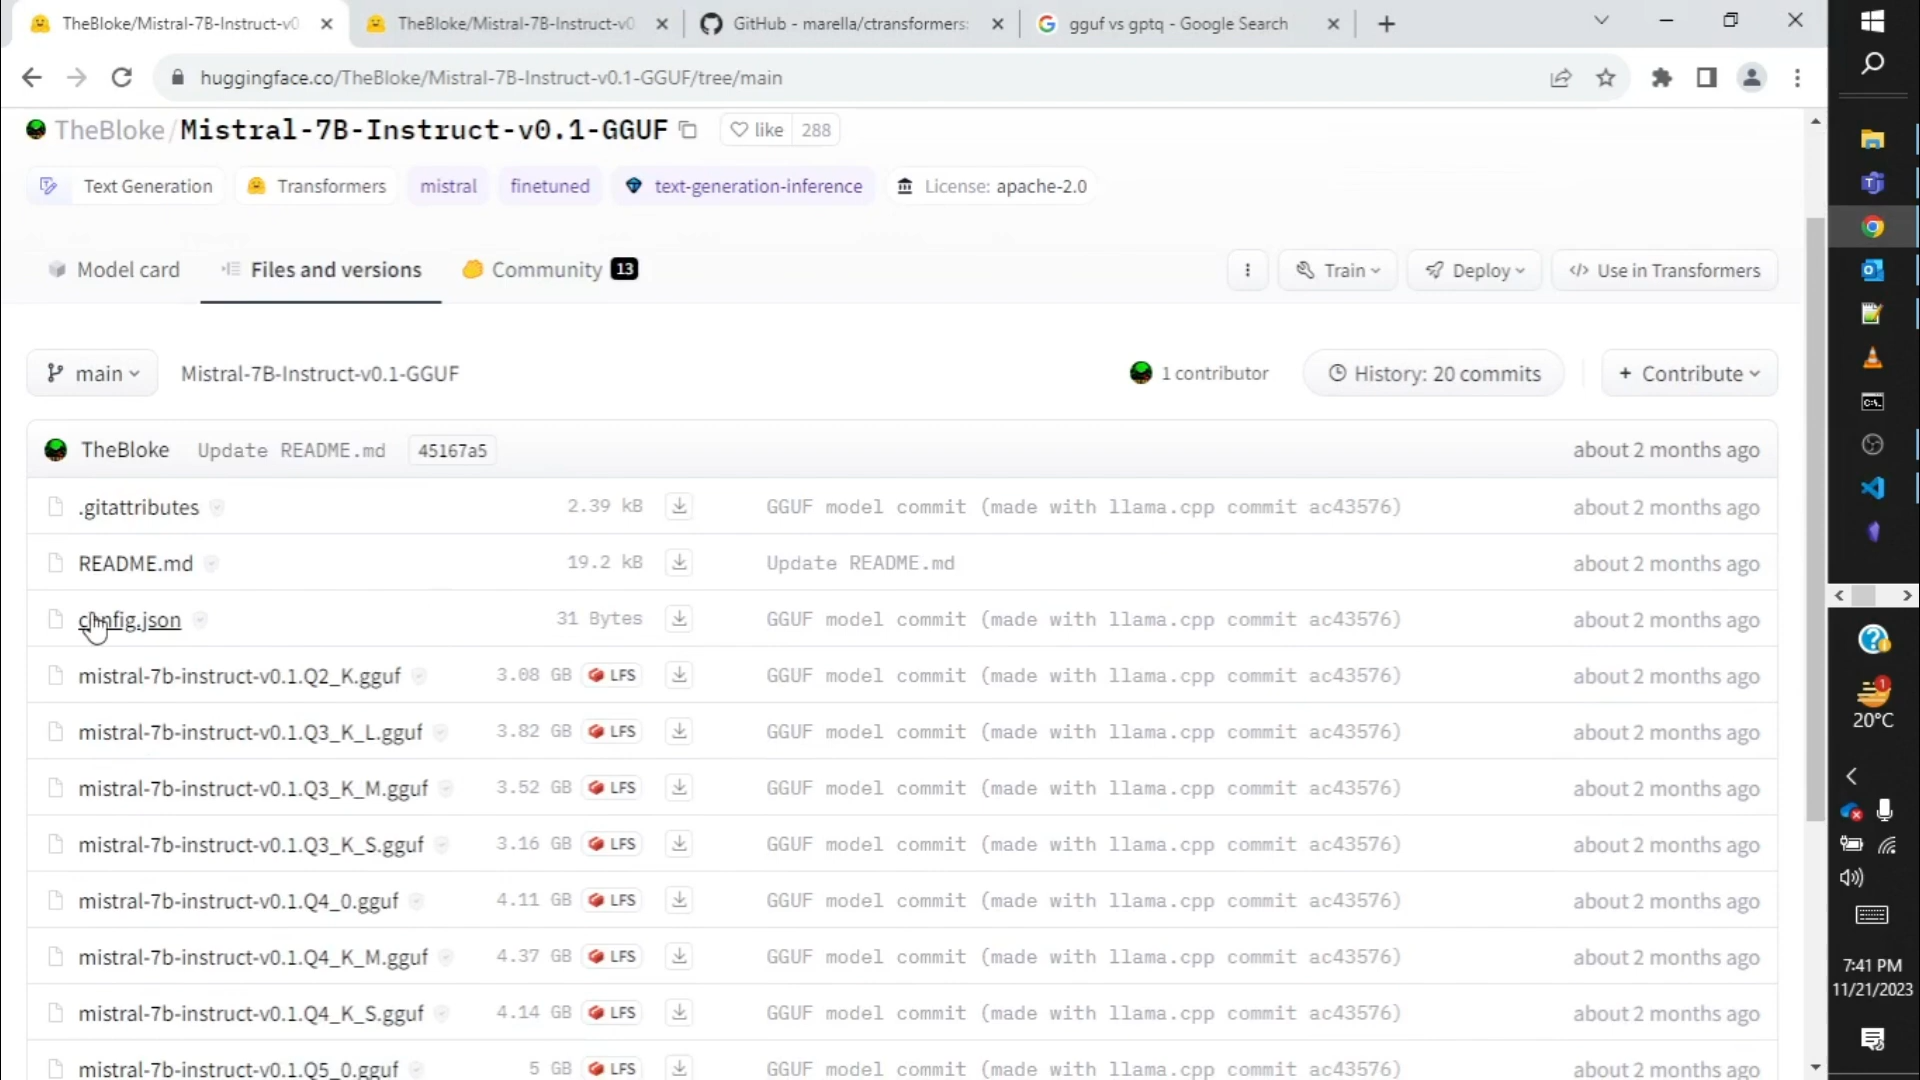 TheBloke/Mistral-7B-Instruct-v0
TheBloke/Mistral-7B-Instruct-v0
GitHub - marella/ctransformers:
gguf vs gptq - Google Search
huggingface.co/TheBloke/Mistral-7B-Instruct-v0.1-GGUF/tree/main
TheBloke/Mistral-7B-Instruct-v0.1-GGUF like 288
Text Generation Transformers mistral finetuned text-generation-inference License: apache-2.0
Model card Files and versions Community 13 Train Deploy </> Use in Transformers
main Mistral-7B-Instruct-v0.1-GGUF 1 contributor History: 20 commits + Contribute
TheBloke Update README.md 45167a5 about 2 months ago
.gitattributes 2.39 kB GGUF model commit (made with llama.cpp commit ac43576) about 2 months ago
README.md 19.2 kB Update README.md about 2 months ago
config.json 31 Bytes GGUF model commit (made with llama.cpp commit ac43576) about 2 months ago
mistral-7b-instruct-v0.1.Q2_K.gguf 3.08 GB LFS GGUF model commit (made with llama.cpp commit ac43576) about 2 months ago
mistral-7b-instruct-v0.1.Q3_K_L.gguf 3.82 GB LFS GGUF model commit (made with llama.cpp commit ac43576) about 2 months ago
mistral-7b-instruct-v0.1.Q3_K_M.gguf 3.52 GB LFS GGUF model commit (made with llama.cpp commit ac43576) about 2 months ago
mistral-7b-instruct-v0.1.Q3_K_S.gguf 3.16 GB LFS GGUF model commit (made with llama.cpp commit ac43576) about 2 months ago
mistral-7b-instruct-v0.1.Q4_0.gguf 4.11 GB LFS GGUF model commit (made with llama.cpp commit ac43576) about 2 months ago
mistral-7b-instruct-v0.1.Q4_K_M.gguf 4.37 GB LFS GGUF model commit (made with llama.cpp commit ac43576) about 2 months ago
mistral-7b-instruct-v0.1.Q4_K_S.gguf 4.14 GB LFS GGUF model commit (made with llama.cpp commit ac43576) about 2 months ago
mistral-7b-instruct-v0.1.Q5_0.gguf 5 GB LFS GGUF model commit (made with llama.cpp commit ac43576) about 2 months ago
1
20°C
7:41 PM
11/21/2023